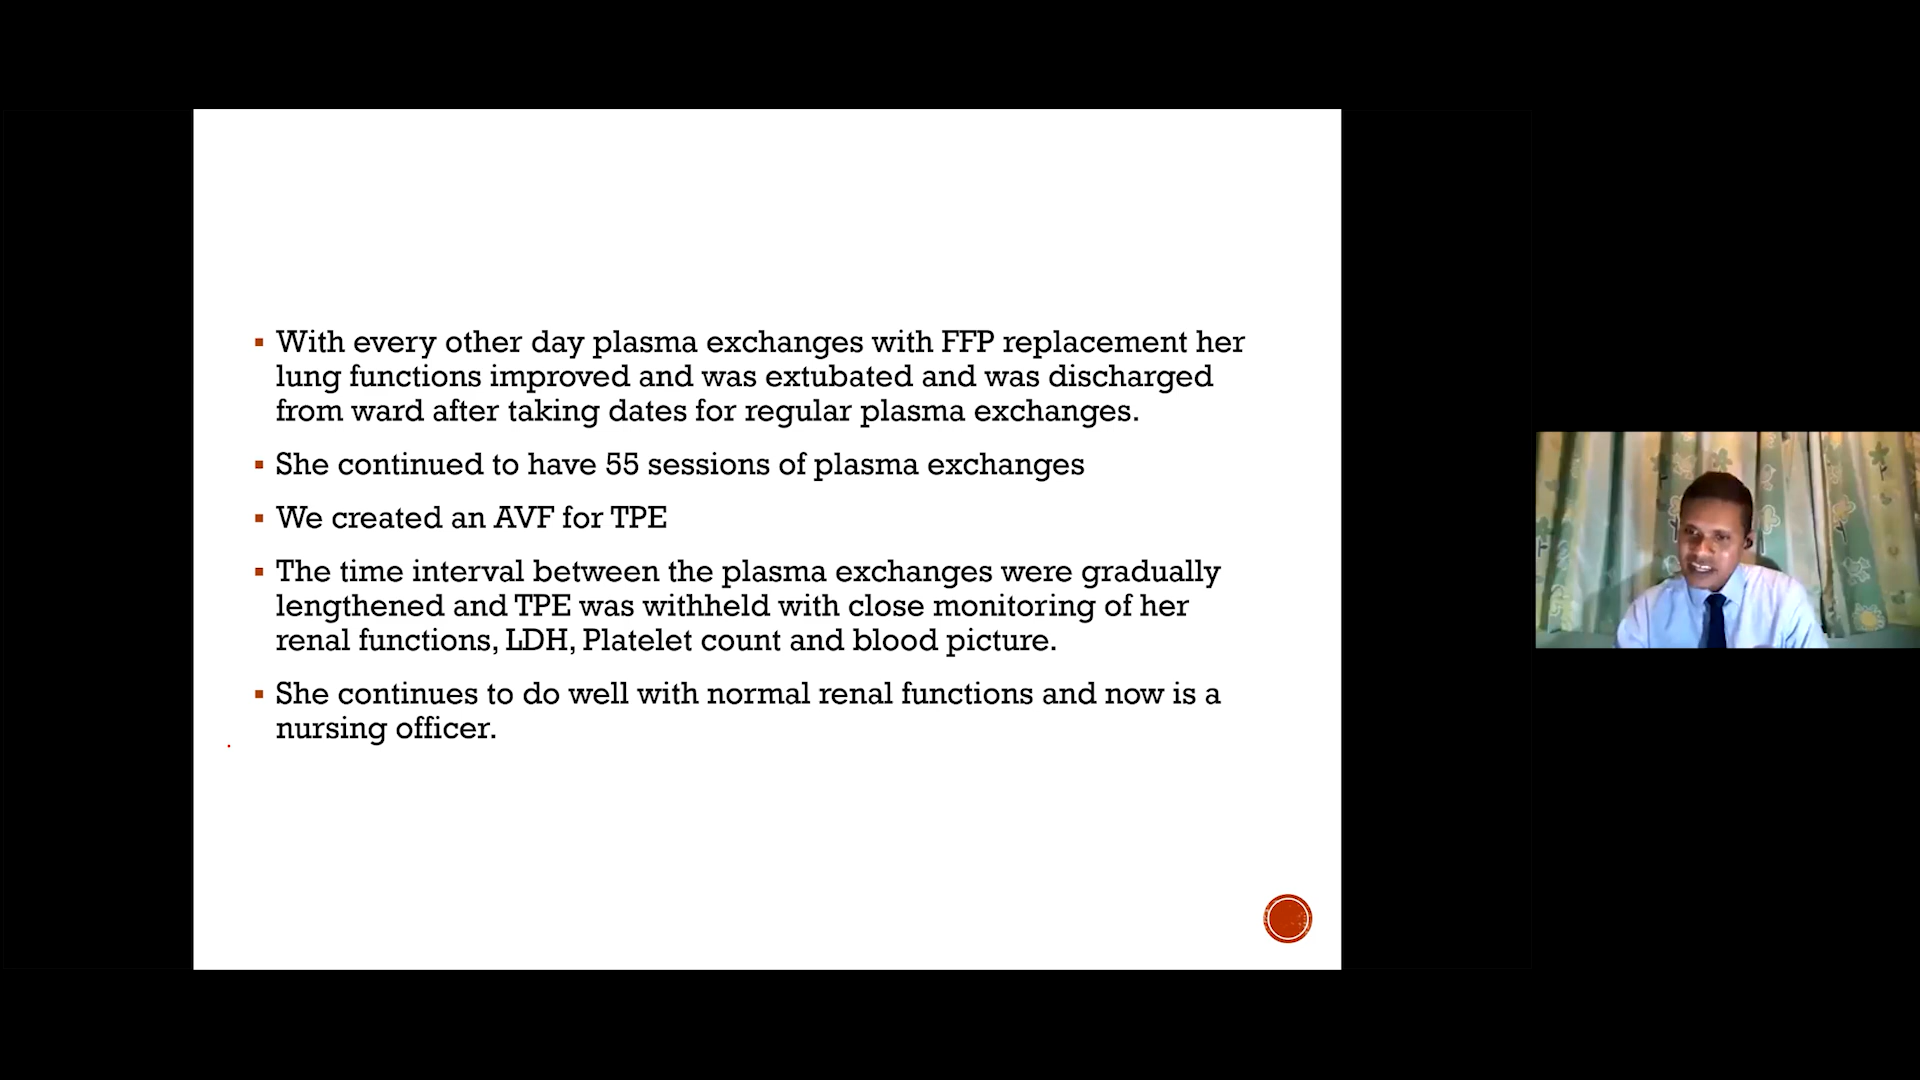 With every other day plasma exchanges with FFP replacement her
lung functions improved and was extubated and was discharged
from ward after taking dates for regular plasma exchanges.
She continued to have 55 sessions of plasma exchanges
We created an AVF for TPE
The time interval between the plasma exchanges were gradually
lengthened and TPE was withheld with close monitoring of her
renal functions, LDH, Platelet count and blood picture.
She continues to do well with normal renal functions and now is a
nursing officer.